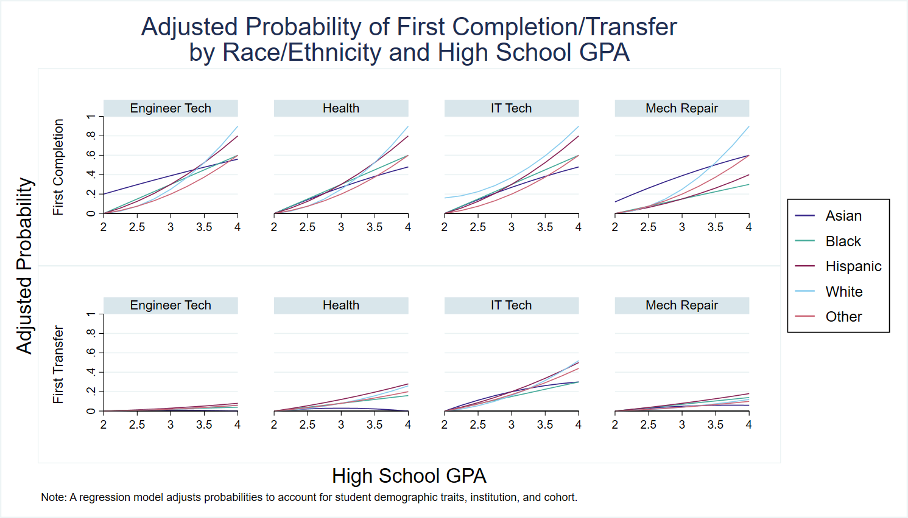 Adjusted Probability of First Completion/Transfer
by Race/Ethnicity and High School GPA
Adjusted Probability
First Completion
Engineer Tech
Health
IT Tech
Mech Repair
1
.8
.6
.4
.2
0
2 2.5 3 3.5 4
2 2.5 3 3.5 4
2 2.5 3 3.5 4
2 2.5 3 3.5 4
First Transfer
Engineer Tech
Health
IT Tech
Mech Repair
1
.8
.6
.4
.2
0
2 2.5 3 3.5 4
2 2.5 3 3.5 4
2 2.5 3 3.5 4
2 2.5 3 3.5 4
Asian
Black
Hispanic
White
Other
High School GPA
Note: A regression model adjusts probabilities to account for student demographic traits, institution, and cohort.